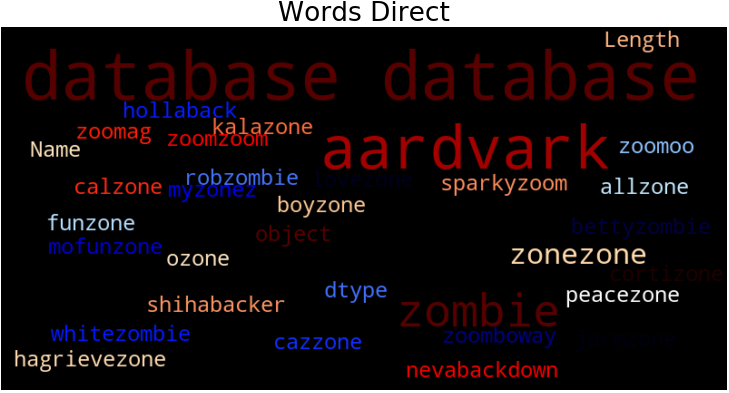 Words Direct
Length
database database
hollaback
zoomag zoomzoom kalazone
Name aardvark zoomoo
calzone myzonez robzombie sparkyzoom allzone
boyzone
funzone bettyzombie
mofunzone object
ozone zonezone
cortizone
shihabacker dtype zombie peacezone
whitezombie cazzone zoomboway
hagrievezone nevabackdown